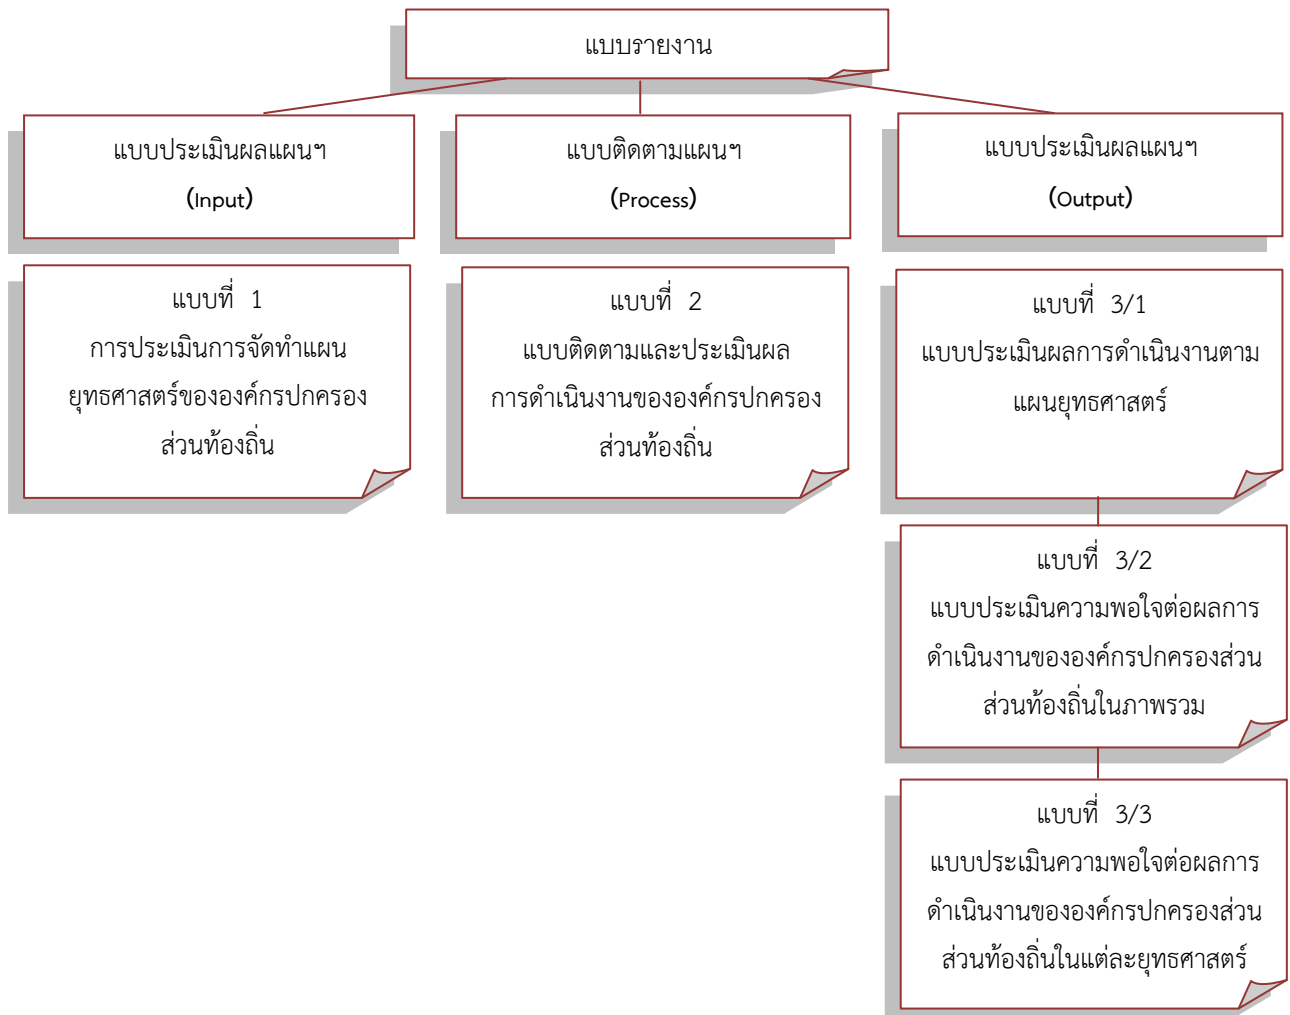 แบบรายงาน
แบบประเมินผลแผนฯ
(Input)
แบบติดตามแผนฯ
(Process)
แบบประเมินผลแผนฯ
(Output)
แบบที่ 1
การประเมินการจัดทำแผน
ยุทธศาสตร์ขององค์กรปกครอง
ส่วนท้องถิ่น
แบบที่ 2
แบบติดตามและประเมินผล
การดำเนินงานขององค์กรปกครอง
ส่วนท้องถิ่น
แบบที่ 3/1
แบบประเมินผลการดำเนินงานตาม
แผนยุทธศาสตร์
แบบที่ 3/2
แบบประเมินความพอใจต่อผลการ
ดำเนินงานขององค์กรปกครองส่วน
ส่วนท้องถิ่นในภาพรวม
แบบที่ 3/3
แบบประเมินความพอใจต่อผลการ
ดำเนินงานขององค์กรปกครองส่วน
ส่วนท้องถิ่นในแต่ละยุทธศาสตร์